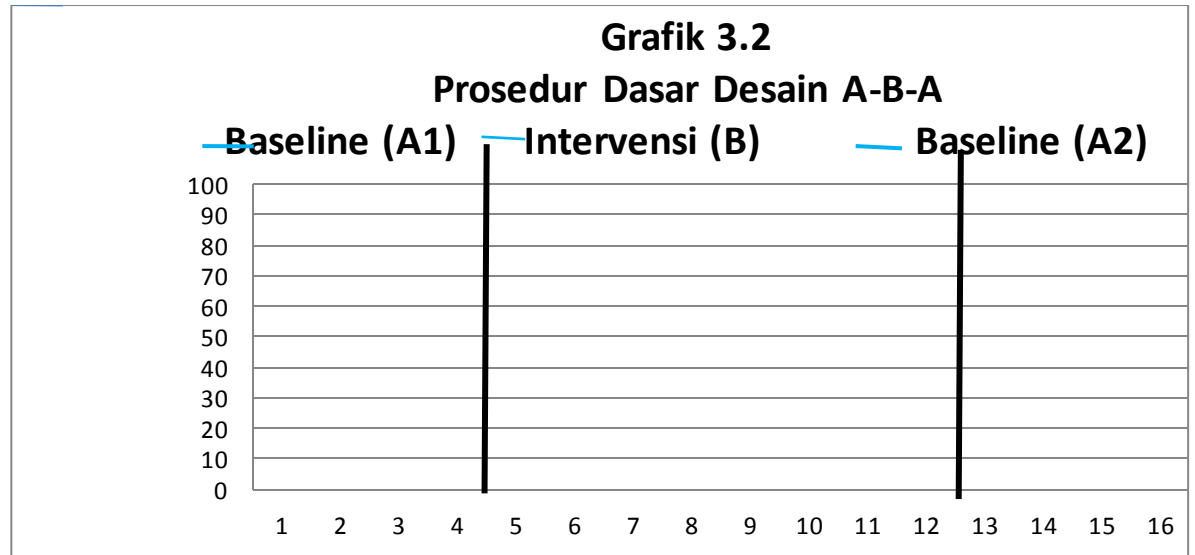 Grafik 3.2
Prosedur Dasar Desain A-B-A
Baseline (A1) Intervensi (B) Baseline (A2)
100
90
80
70
60
50
40
30
20
10
0
1 2 3 4 5 6 7 8 9 10 11 12 13 14 15 16